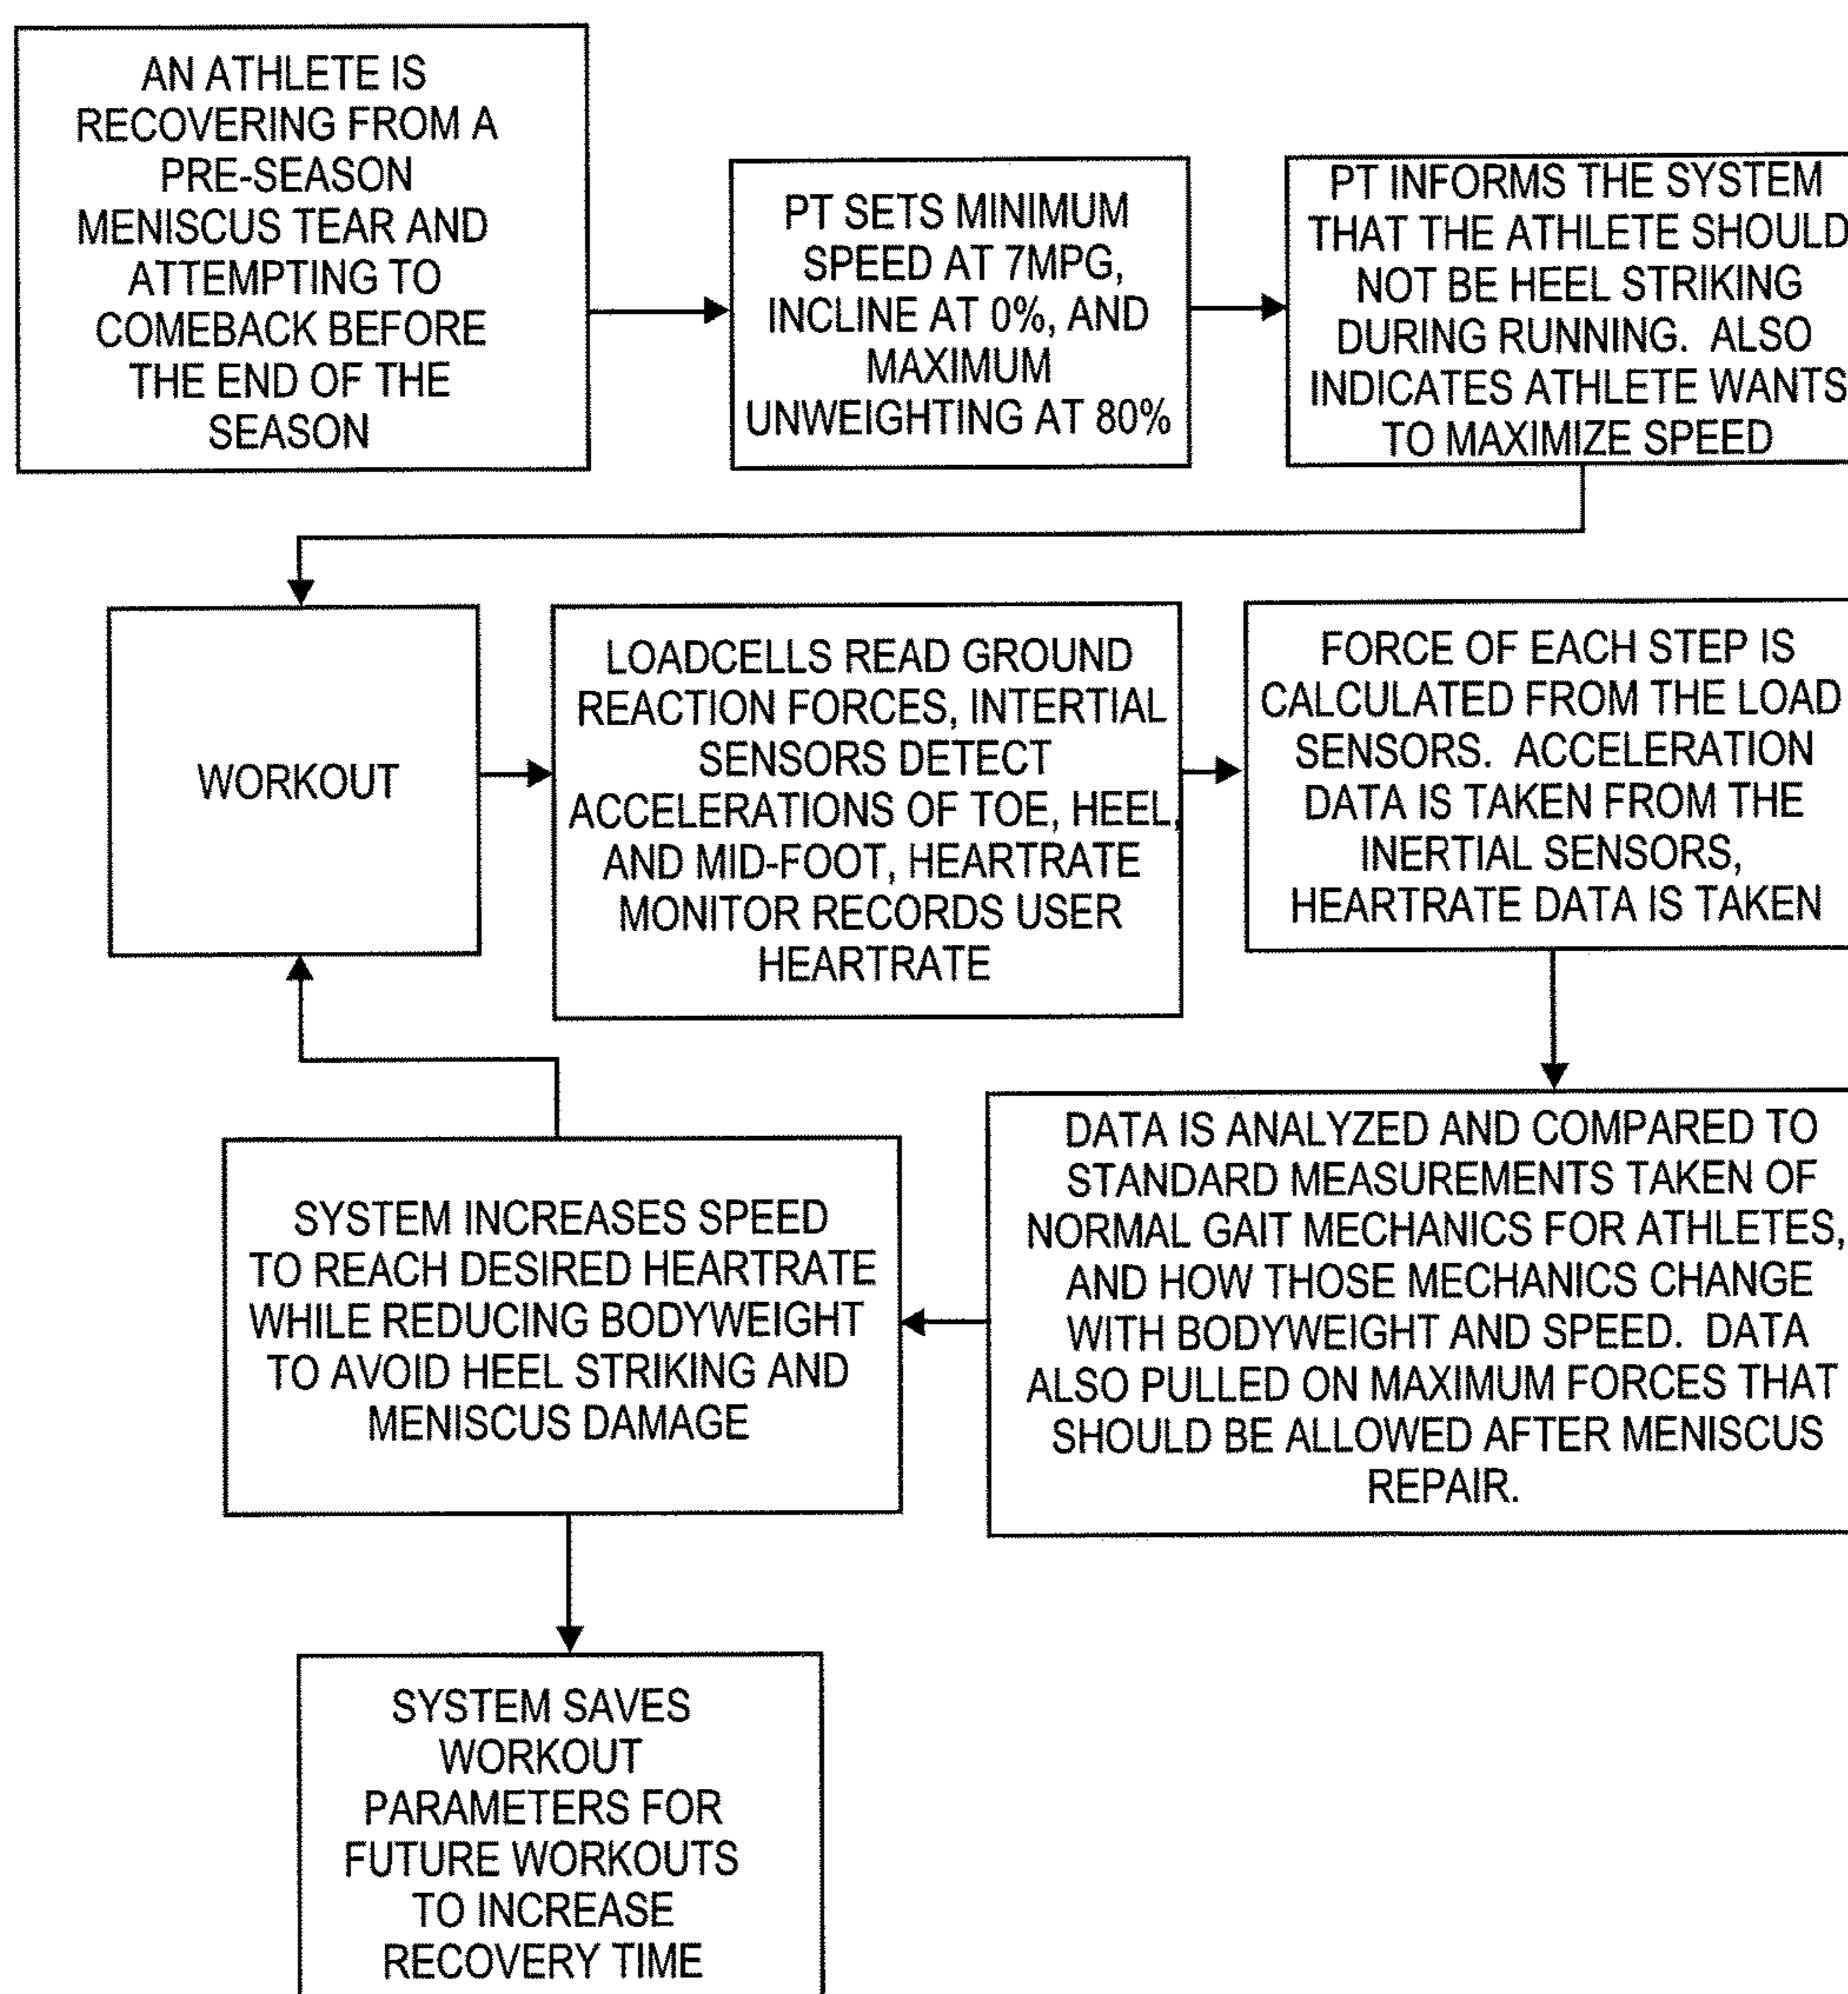 AN ATHLETE IS
RECOVERING FROM A
PRE-SEASON
MENISCUS TEAR AND
ATTEMPTING TO
COMEBACK BEFORE
THE END OF THE
SEASON
PT SETS MINIMUM
SPEED AT 7MPG,
INCLINE AT 0%, AND
MAXIMUM
UNWEIGHTING AT 80%
PT INFORMS THE SYSTEM
THAT THE ATHLETE SHOULD
NOT BE HEEL STRIKING
DURING RUNNING. ALSO
INDICATES ATHLETE WANTS
TO MAXIMIZE SPEED
WORKOUT
LOADCELLS READ GROUND
REACTION FORCES, INTERTIAL
SENSORS DETECT
ACCELERATIONS OF TOE, HEEL,
AND MID-FOOT, HEARTRATE
MONITOR RECORDS USER
HEARTRATE
FORCE OF EACH STEP IS
CALCULATED FROM THE LOAD
SENSORS. ACCELERATION
DATA IS TAKEN FROM THE
INERTIAL SENSORS,
HEARTRATE DATA IS TAKEN
DATA IS ANALYZED AND COMPARED TO
STANDARD MEASUREMENTS TAKEN OF
NORMAL GAIT MECHANICS FOR ATHLETES,
AND HOW THOSE MECHANICS CHANGE
WITH BODYWEIGHT AND SPEED. DATA
ALSO PULLED ON MAXIMUM FORCES THAT
SHOULD BE ALLOWED AFTER MENISCUS
REPAIR.
SYSTEM INCREASES SPEED
TO REACH DESIRED HEARTRATE
WHILE REDUCING BODYWEIGHT
TO AVOID HEEL STRIKING AND
MENISCUS DAMAGE
SYSTEM SAVES
WORKOUT
PARAMETERS FOR
FUTURE WORKOUTS
TO INCREASE
RECOVERY TIME